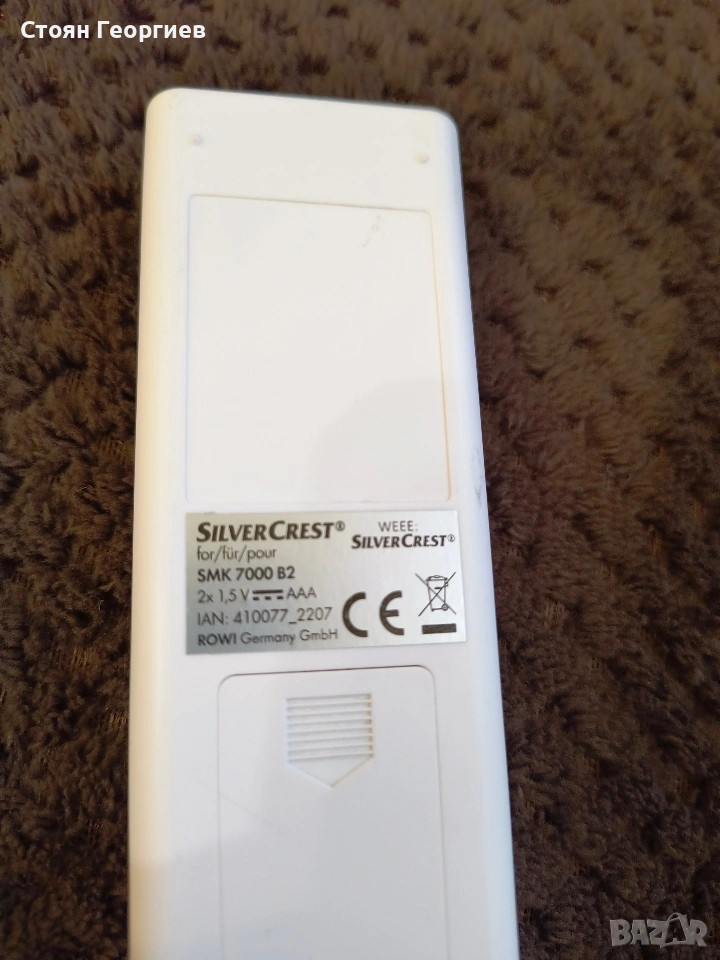 Стоян Георгиев
SILVERCREST®
for/für/pour
SMK 7000 B2
2x 1,5 V AAA
IAN: 410077_2207
ROWI Germany GmbH
WEEE:
SILVERCREST®
CE
BAZAR